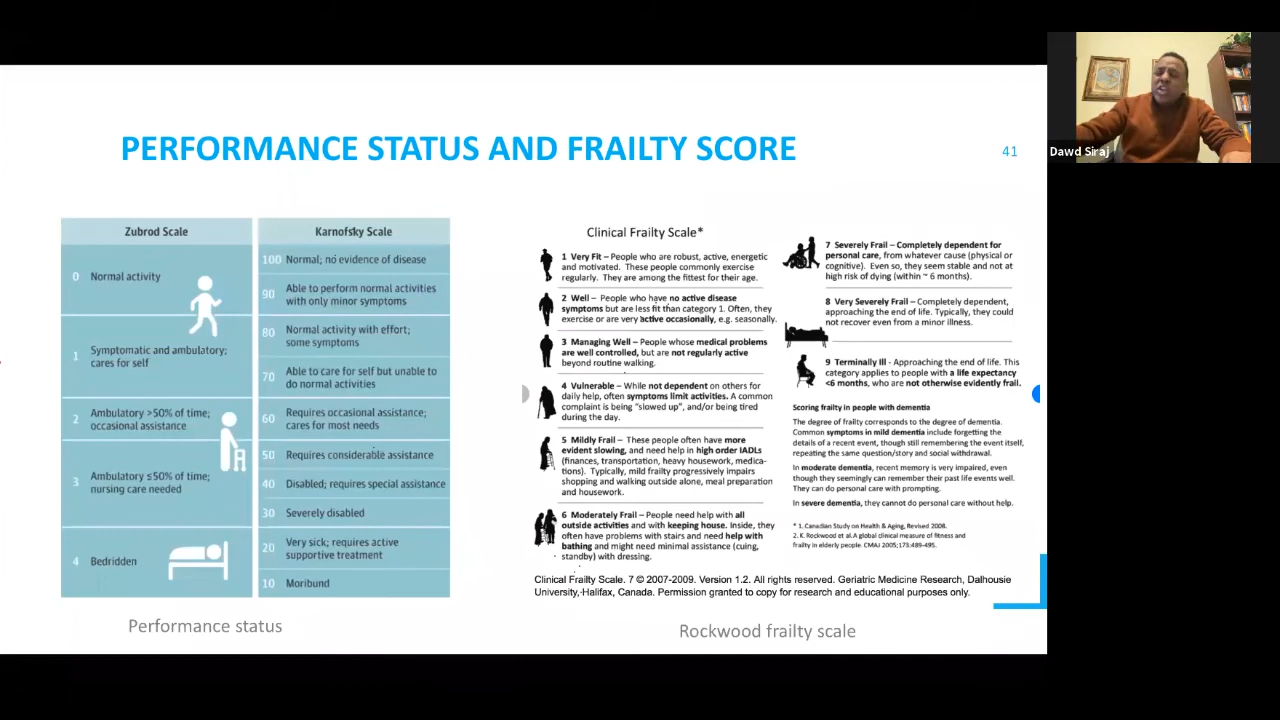 PERFORMANCE STATUS AND FRAILTY SCORE
41
Dawd Siraj
Zubrod Scale
0 Normal activity
1 Symptomatic and ambulatory;
cares for self
2 Ambulatory >50% of time;
occasional assistance
3 Ambulatory ≤50% of time;
nursing care needed
4 Bedridden
Karnofsky Scale
100 Normal; no evidence of disease
90 Able to perform normal activities
with only minor symptoms
80 Normal activity with effort;
some symptoms
70 Able to care for self but unable to
do normal activities
60 Requires occasional assistance;
cares for most needs
50 Requires considerable assistance
40 Disabled; requires special assistance
30 Severely disabled
20 Very sick; requires active
supportive treatment
10 Moribund
Performance status
Clinical Frailty Scale*
1 Very Fit – People who are robust, active, energetic
and motivated. These people commonly exercise
regularly. They are among the fittest for their age.
2 Well – People who have no active disease
symptoms but are less fit than category 1. Often, they
exercise or are very active occasionally, e.g. seasonally.
3 Managing Well – People whose medical problems
are well controlled, but are not regularly active
beyond routine walking.
4 Vulnerable – While not dependent on others for
daily help, often symptoms limit activities. A common
complaint is being "slowed up", and/or being tired
during the day.
5 Mildly Frail – These people often have more
evident slowing, and need help in high order IADLs
(finances, transportation, heavy housework, medica-
tions). Typically, mild frailty progressively impairs
shopping and walking outside alone, meal preparation
and housework.
6 Moderately Frail – People need help with all
outside activities and with keeping house. Inside, they
often have problems with stairs and need help with
bathing and might need minimal assistance (cuing,
standby) with dressing.
7 Severely Frail – Completely dependent for
personal care, from whatever cause (physical or
cognitive). Even so, they seem stable and not at
high risk of dying (within ~ 6 months).
8 Very Severely Frail – Completely dependent,
approaching the end of life. Typically, they could
not recover even from a minor illness.
9 Terminally Ill - Approaching the end of life. This
category applies to people with a life expectancy
<6 months, who are not otherwise evidently frail.
Scoring frailty in people with dementia
The degree of frailty corresponds to the degree of dementia.
Common symptoms in mild dementia include forgetting the
details of a recent event, though still remembering the event itself,
repeating the same question/story and social withdrawal.
In moderate dementia, recent memory is very impaired, even
though they seemingly can remember their past life events well.
They can do personal care with prompting.
In severe dementia, they cannot do personal care without help.
* 1. Canadian Study on Health & Aging, Revised 2008.
2. K. Rockwood et al. A global clinical measure of fitness and
frailty in elderly people. CMAJ 2005;173:489-495.
Clinical Frailty Scale. 7 © 2007-2009. Version 1.2. All rights reserved. Geriatric Medicine Research, Dalhousie
University, Halifax, Canada. Permission granted to copy for research and educational purposes only.
Rockwood frailty scale